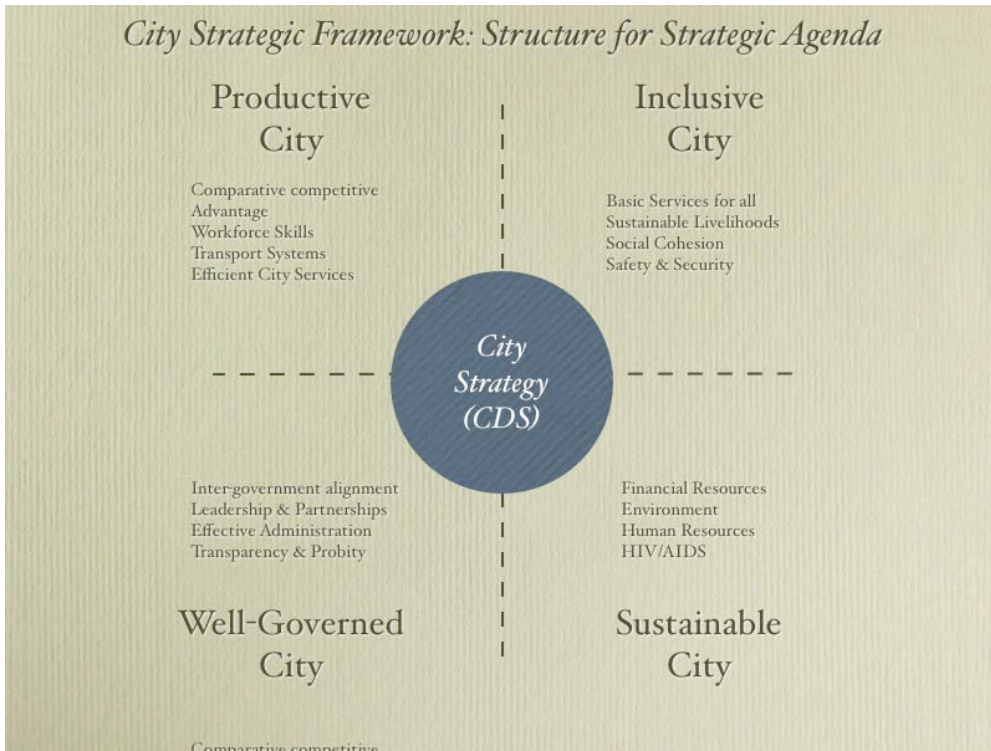 City Strategic Framework: Structure for Strategic Agenda
Productive
City
Comparative competitive
Advantage
Workforce Skills
Transport Systems
Efficient City Services
Inclusive
City
Basic Services for all
Sustainable Livelihoods
Social Cohesion
Safety & Security
City
Strategy
(CDS)
Inter-government alignment
Leadership & Partnerships
Effective Administration
Transparency & Probity
Well-Governed
City
Financial Resources
Environment
Human Resources
HIV/AIDS
Sustainable
City
Comparative competitive